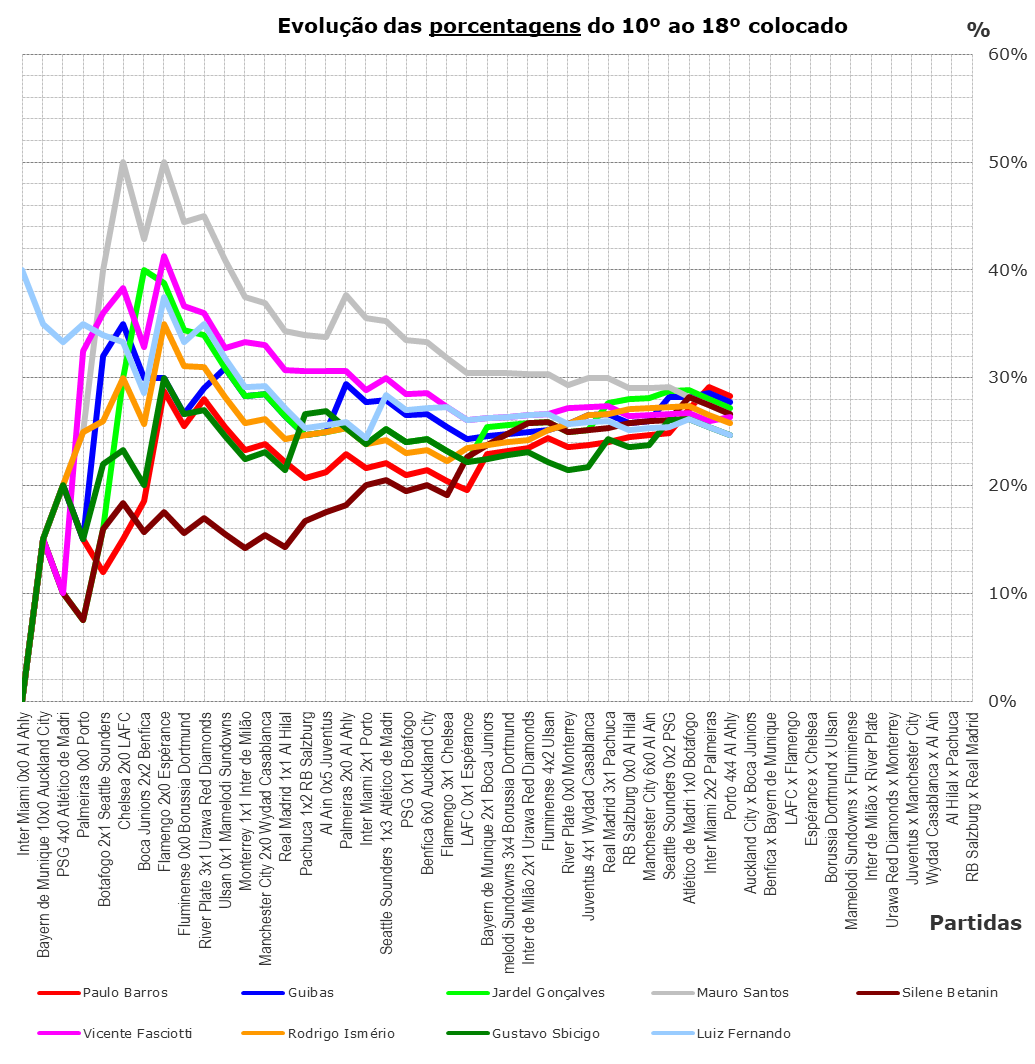 Evolução das porcentagens do 10º ao 18º colocado
%
60%
50%
40%
30%
20%
10%
0%
Inter Miami 0x0 Al Ahly
Bayern de Munique 10x0 Auckland City
PSG 4x0 Atlético de Madri
Palmeiras 0x0 Porto
Botafogo 2x1 Seattle Sounders
Chelsea 2x0 LAFC
Boca Juniors 2x2 Benfica
Flamengo 2x0 Espérance
Fluminense 0x0 Borussia Dortmund
River Plate 3x1 Urawa Red Diamonds
Ulsan 0x1 Mamelodi Sundowns
Monterrey 1x1 Inter de Milão
Manchester City 2x0 Wydad Casablanca
Real Madrid 1x1 Al Hilal
Pachuca 1x2 RB Salzburg
Al Ain 0x5 Juventus
Palmeiras 2x0 Al Ahly
Inter Miami 2x1 Porto
Seattle Sounders 1x3 Atlético de Madri
PSG 0x1 Botafogo
Benfica 6x0 Auckland City
Flamengo 3x1 Chelsea
LAFC 0x1 Espérance
Bayern de Munique 2x1 Boca Juniors
melodi Sundowns 3x4 Borussia Dortmund
Inter de Milão 2x1 Urawa Red Diamonds
Fluminense 4x2 Ulsan
River Plate 0x0 Monterrey
Juventus 4x1 Wydad Casablanca
Real Madrid 3x1 Pachuca
RB Salzburg 0x0 Al Hilal
Manchester City 6x0 Al Ain
Seattle Sounders 0x2 PSG
Atlético de Madri 1x0 Botafogo
Inter Miami 2x2 Palmeiras
Porto 4x4 Al Ahly
Auckland City x Boca Juniors
Benfica x Bayern de Munique
LAFC x Flamengo
Espérance x Chelsea
Borussia Dortmund x Ulsan
Mamelodi Sundowns x Fluminense
Inter de Milão x River Plate
Urawa Red Diamonds x Monterrey
Juventus x Manchester City
Wydad Casablanca x Al Ain
Al Hilal x Pachuca
RB Salzburg x Real Madrid
Partidas
Paulo Barros
Guibas
Jardel Gonçalves
Mauro Santos
Silene Betanin
Vicente Fasciotti
Rodrigo Ismério
Gustavo Sbicigo
Luiz Fernando